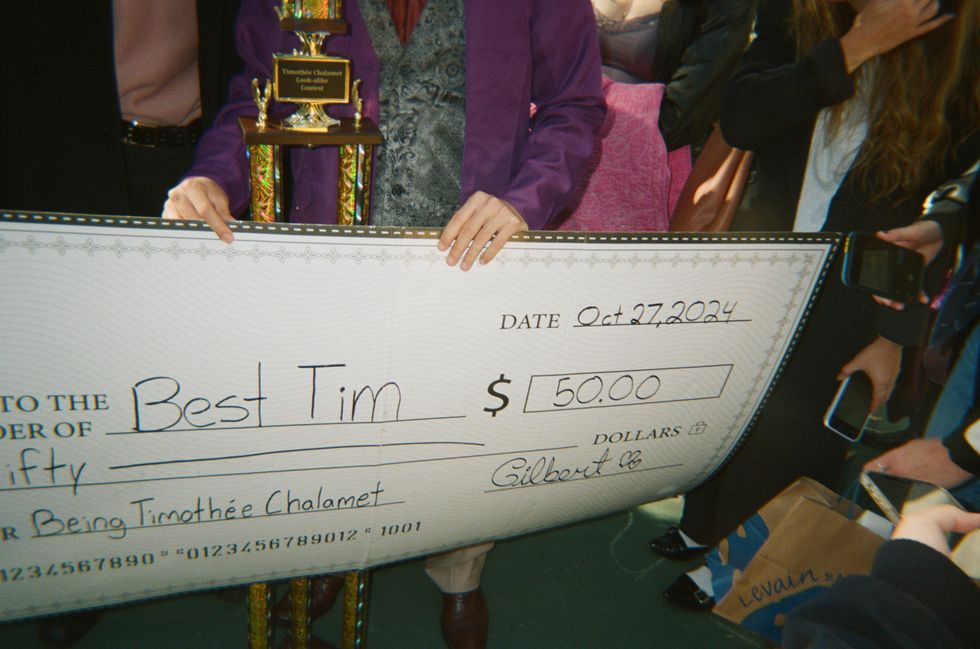 Timothée Chalamet
Look-alike
Contest
DATE Oct 27, 2024
TO THE
DER OF Best Tim $ 50.00
ifty DOLLARS
R Being Timothée Chalamet Gilbert
1234567890 " "0123456789012 " 1001
Levain BA